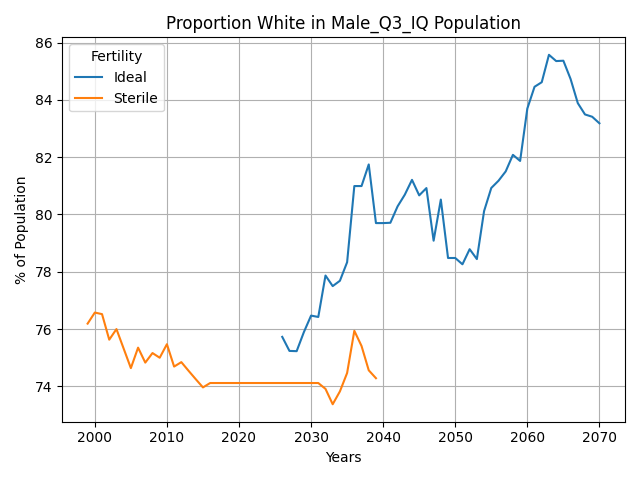 Proportion White in Male_Q3_IQ Population
Fertility
Ideal
Sterile
% of Population
86
84
82
80
78
76
74
2000 2010 2020 2030 2040 2050 2060 2070
Years